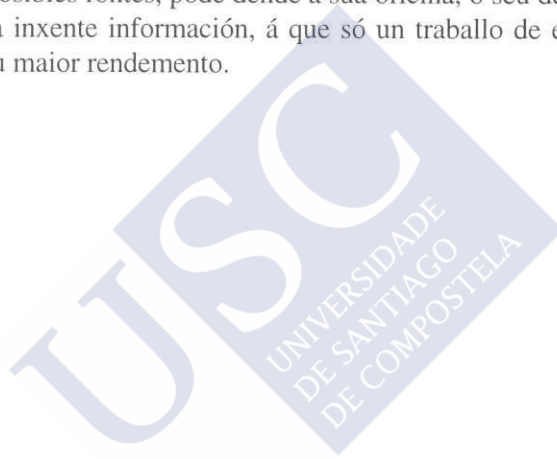 fontes, pode dende a súa oficina, o seu
inxente información, á que só un traballo de
maior rendemento.
USC
UNIVERSIDADE
DE SANTIAGO
DE COMPOSTELA